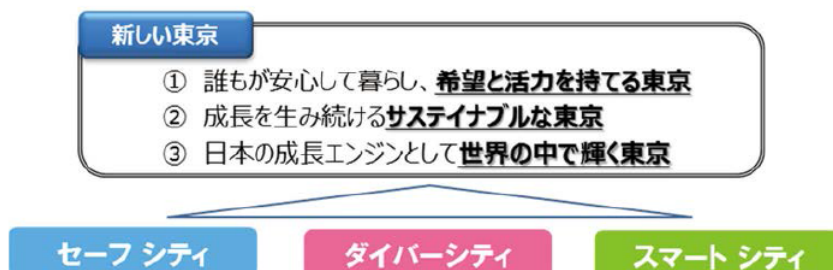 新しい東京
① 誰もが安心して暮らし、希望と活力を持てる東京
② 成長を生み続けるサステイナブルな東京
③ 日本の成長エンジンとして世界の中で輝く東京
セーフ シティ
ダイバーシティ
スマート シティ